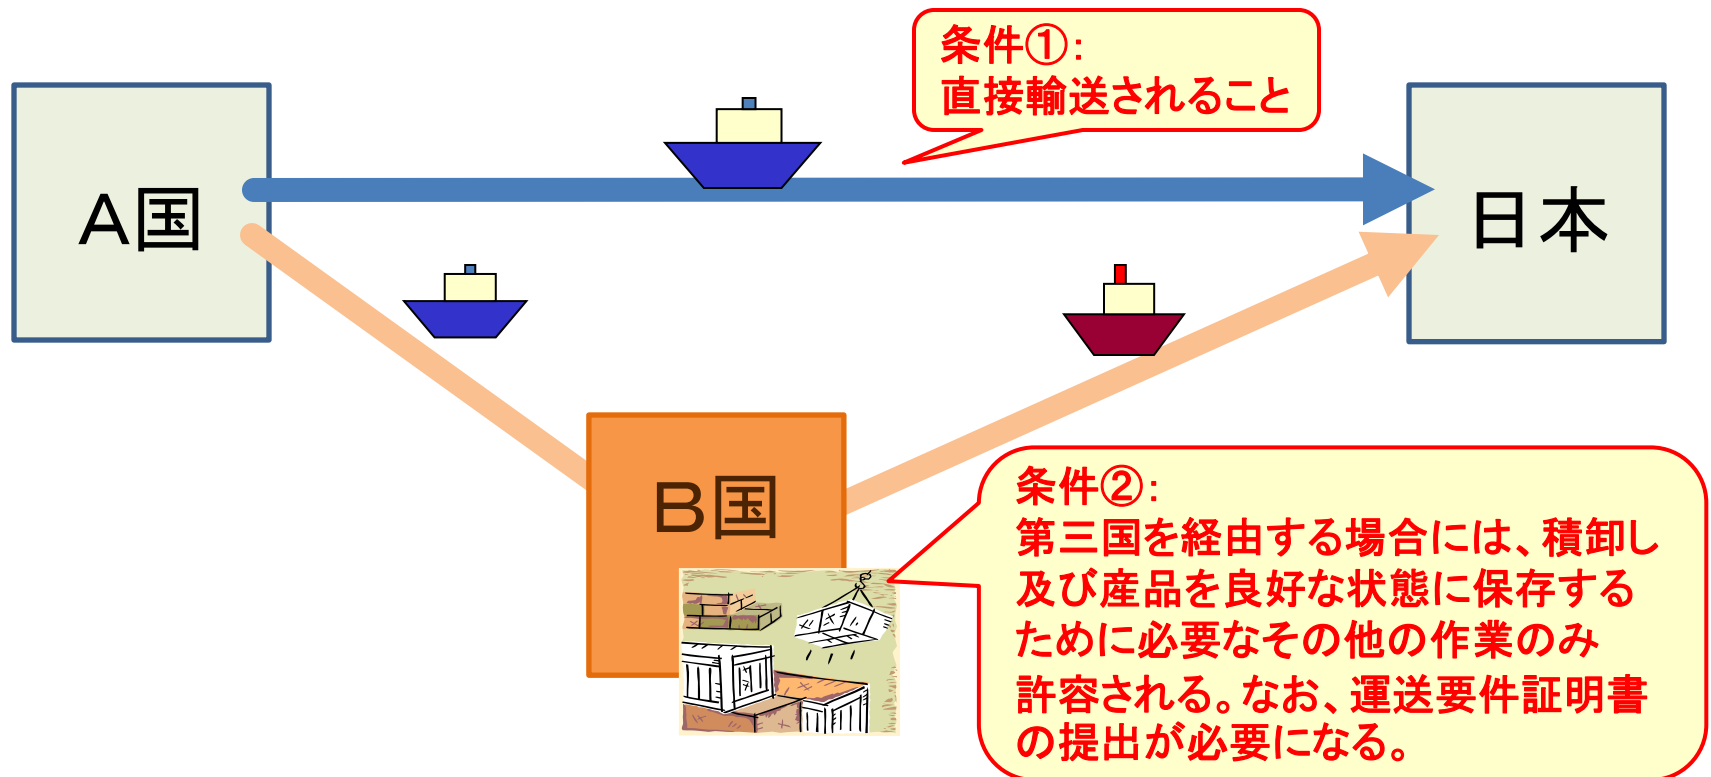 条件①:
直接輸送されること
A国
日本
B国
条件②:
第三国を経由する場合には、積卸し
及び産品を良好な状態に保存する
ために必要なその他の作業のみ
許容される。なお、運送要件証明書
の提出が必要になる。